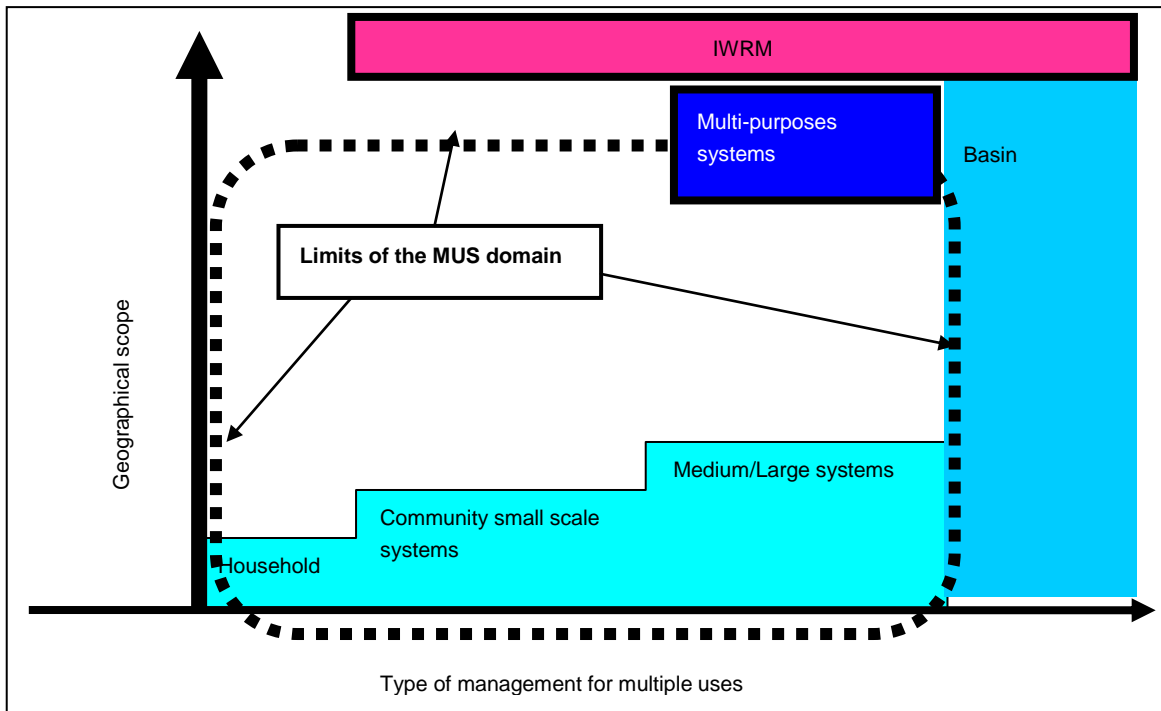 IWRM
Multi-purposes
systems
Basin
Limits of the MUS domain
Geographical scope
Medium/Large systems
Community small scale
systems
Household
Type of management for multiple uses